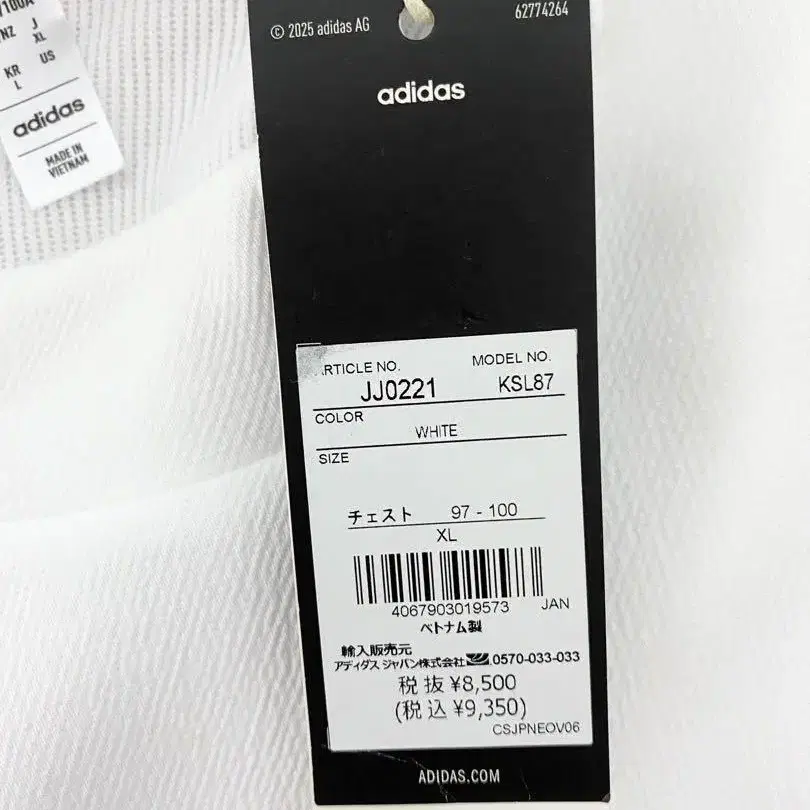 /100A
/NZ J
XL
KR US
L
adidas
MADE IN
VIETNAM
© 2025 adidas AG
62774264
adidas
RTICLE NO. MODEL NO.
JJ0221 KSL87
COLOR
WHITE
SIZE
チェスト 97 - 100
XL
4067903019573 JAN
ベトナム製
輸入販売元
アディダス ジャパン株式会社 0570-033-033
税抜 ¥8,500
(税込 ¥9,350)
CSJPNEOV06
ADIDAS.COM